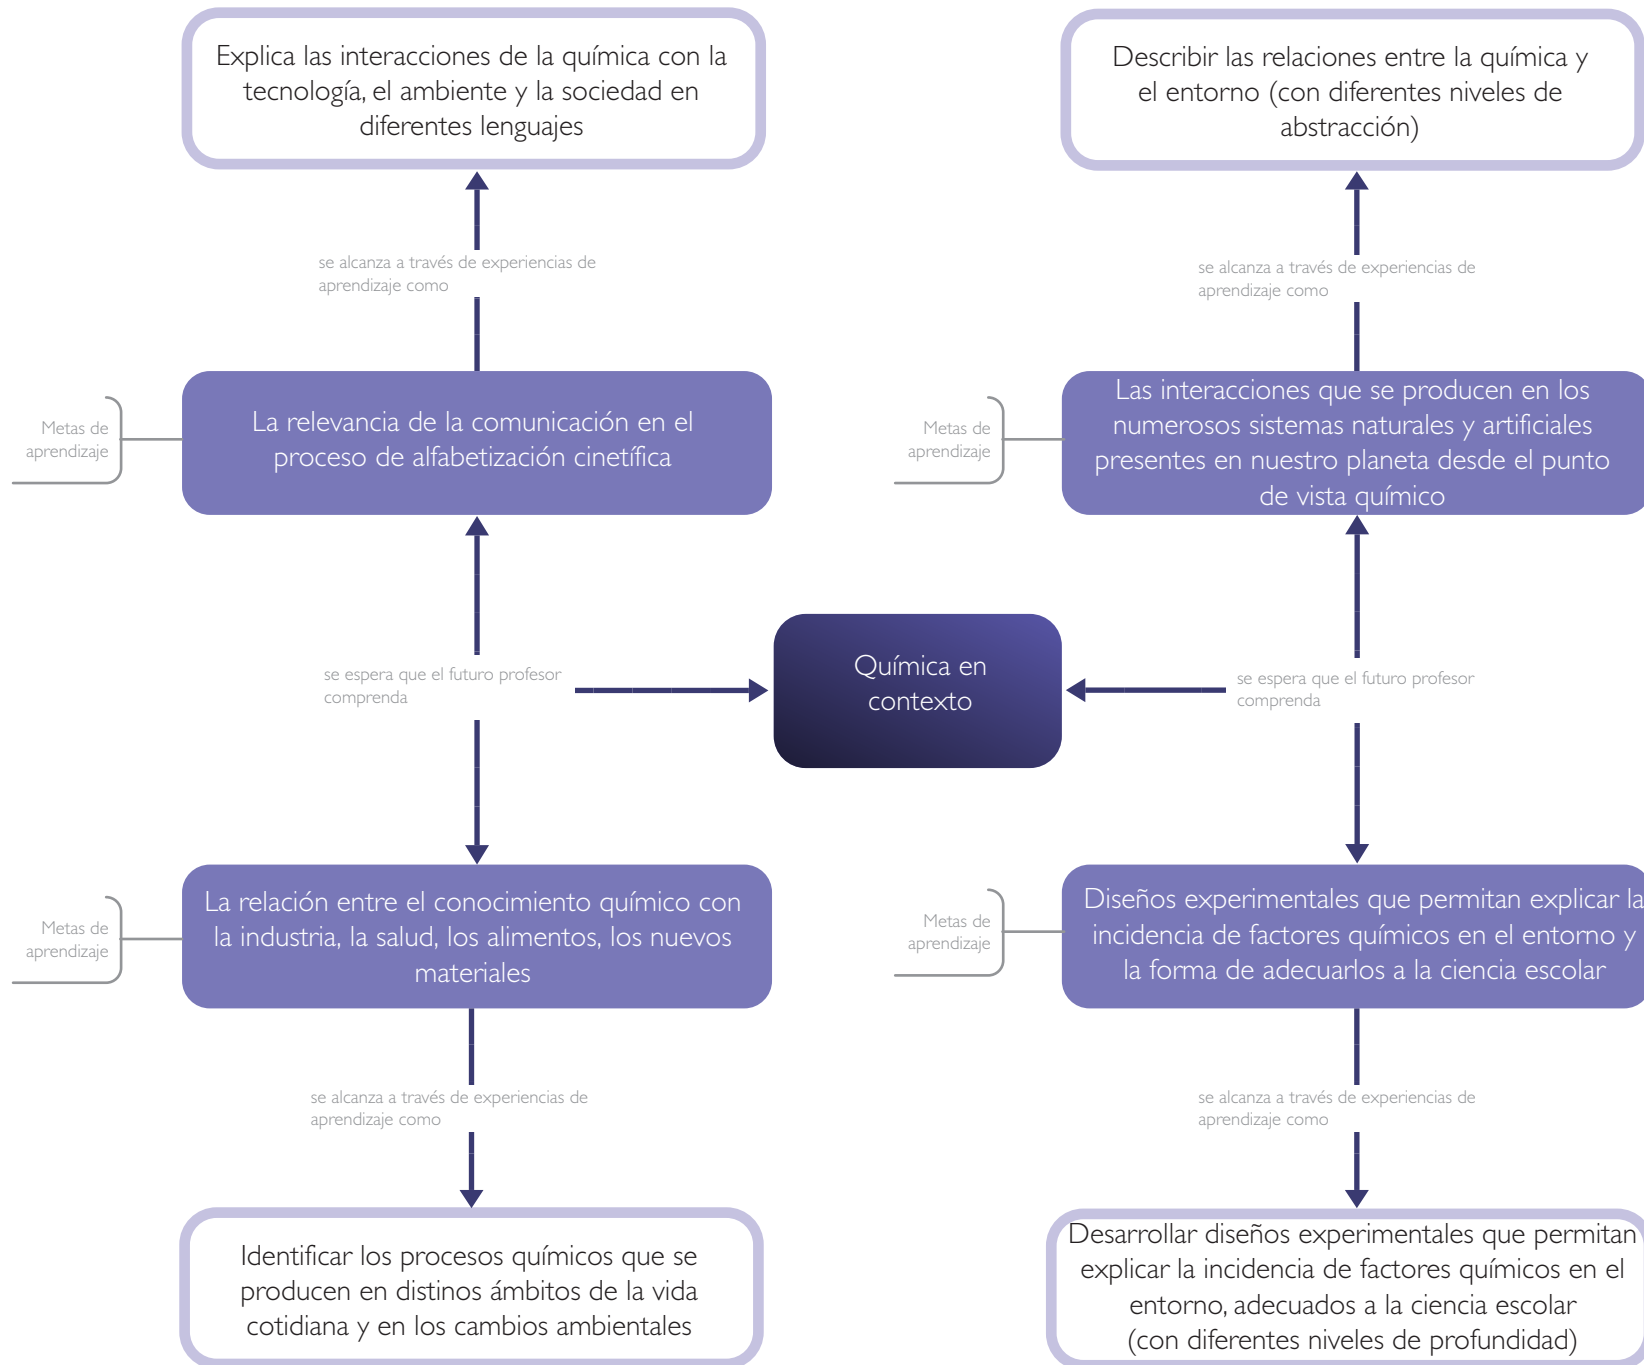 Explica las interacciones de la química con la
tecnología, el ambiente y la sociedad en
diferentes lenguajes
Describir las relaciones entre la química y
el entorno (con diferentes niveles de
abstracción)
se alcanza a través de experiencias de
aprendizaje como
se alcanza a través de experiencias de
aprendizaje como
Metas de
aprendizaje
La relevancia de la comunicación en el
proceso de alfabetización cinetífica
Metas de
aprendizaje
Las interacciones que se producen en los
numerosos sistemas naturales y artificiales
presentes en nuestro planeta desde el punto
de vista químico
se espera que el futuro profesor
comprenda
Química en
contexto
se espera que el futuro profesor
comprenda
Metas de
aprendizaje
La relación entre el conocimiento químico con
la industria, la salud, los alimentos, los nuevos
materiales
Metas de
aprendizaje
Diseños experimentales que permitan explicar la
incidencia de factores químicos en el entorno y
la forma de adecuarlos a la ciencia escolar
se alcanza a través de experiencias de
aprendizaje como
se alcanza a través de experiencias de
aprendizaje como
Identificar los procesos químicos que se
producen en distinos ámbitos de la vida
cotidiana y en los cambios ambientales
Desarrollar diseños experimentales que permitan
explicar la incidencia de factores químicos en el
entorno, adecuados a la ciencia escolar
(con diferentes niveles de profundidad)